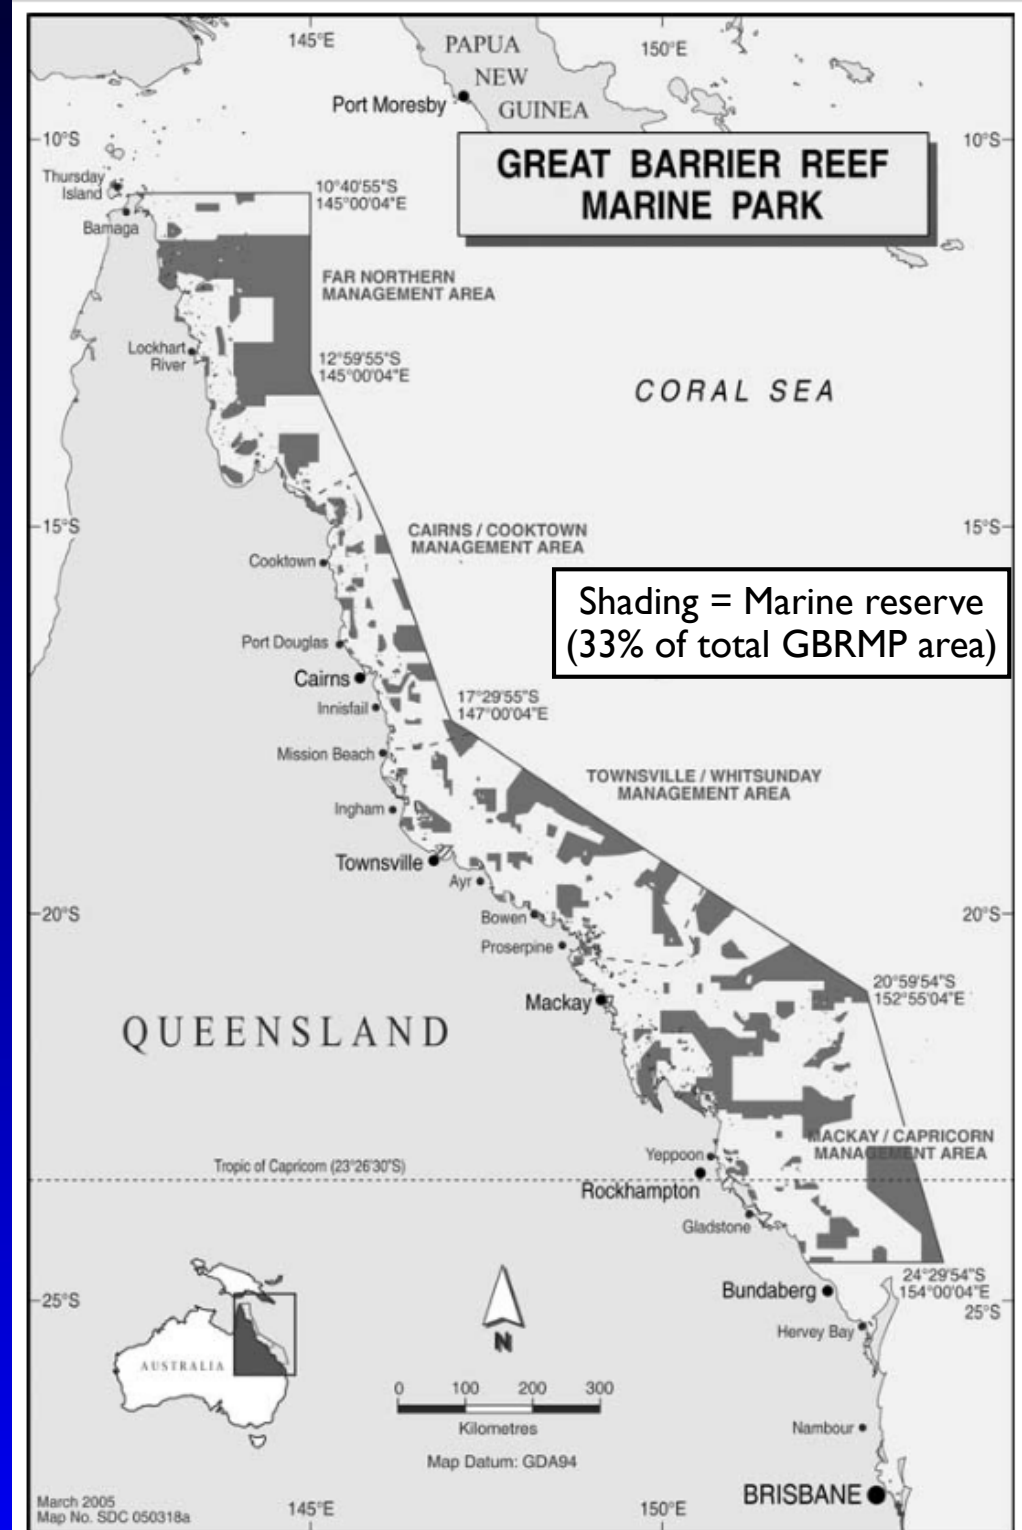 145°E
150°E
PAPUA
NEW
GUINEA
Port Moresby
10°S
10°S
GREAT BARRIER REEF
MARINE PARK
Thursday
Island
Bamaga
10°40'55"S
145°00'04"E
FAR NORTHERN
MANAGEMENT AREA
Lockhart
River
12°59'55"S
145°00'04"E
CORAL SEA
15°S
15°S
CAIRNS / COOKTOWN
MANAGEMENT AREA
Cooktown
Shading = Marine reserve
(33% of total GBRMP area)
Port Douglas
Cairns
Innisfail
17°29'55"S
147°00'04"E
Mission Beach
TOWNSVILLE / WHITSUNDAY
MANAGEMENT AREA
Ingham
Townsville
Ayr
20°S
20°S
Bowen
Proserpine
20°59'54"S
152°55'04"E
Mackay
QUEENSLAND
MACKAY / CAPRICORN
MANAGEMENT AREA
Yeppoon
Tropic of Capricorn (23°26'30"S)
Rockhampton
Gladstone
24°29'54"S
154°00'04"E
Bundaberg
25°S
25°S
Hervey Bay
N
AUSTRALIA
0 100 200 300
Kilometres
Map Datum: GDA94
Nambour
BRISBANE
March 2005
Map No. SDC 050318a
145°E
150°E